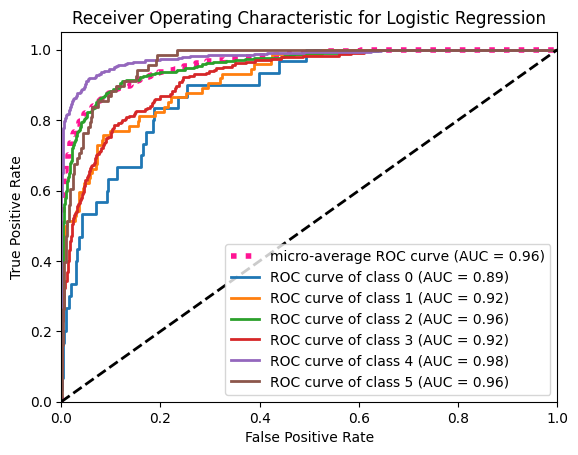 Receiver Operating Characteristic for Logistic Regression
True Positive Rate
1.0
0.8
0.6
0.4
0.2
0.0
micro-average ROC curve (AUC = 0.96)
ROC curve of class 0 (AUC = 0.89)
ROC curve of class 1 (AUC = 0.92)
ROC curve of class 2 (AUC = 0.96)
ROC curve of class 3 (AUC = 0.92)
ROC curve of class 4 (AUC = 0.98)
ROC curve of class 5 (AUC = 0.96)
0.0 0.2 0.4 0.6 0.8 1.0
False Positive Rate